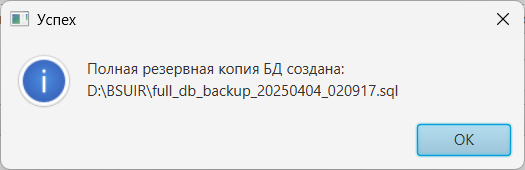 Успех
Полная резервная копия БД создана:
D:\BSUIR\full_db_backup_20250404_020917.sql
OK